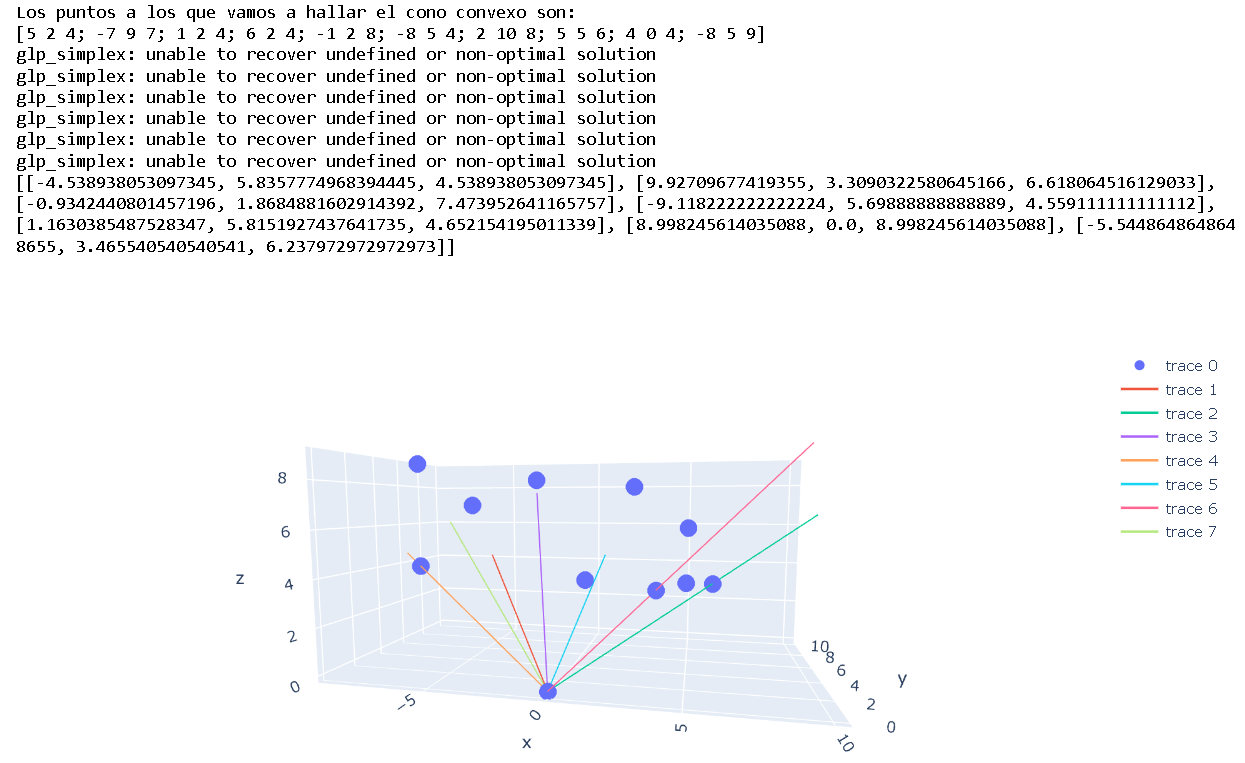 Los puntos a los que vamos a hallar el cono convexo son:
[5 2 4; -7 9 7; 1 2 4; 6 2 4; -1 2 8; -8 5 4; 2 10 8; 5 5 6; 4 0 4; -8 5 9]
glp_simplex: unable to recover undefined or non-optimal solution
glp_simplex: unable to recover undefined or non-optimal solution
glp_simplex: unable to recover undefined or non-optimal solution
glp_simplex: unable to recover undefined or non-optimal solution
glp_simplex: unable to recover undefined or non-optimal solution
glp_simplex: unable to recover undefined or non-optimal solution
[[-4.538938053097345, 5.8357774968394445, 4.538938053097345], [9.92709677419355, 3.3090322580645166, 6.618064516129033],
[-0.9342440801457196, 1.8684881602914392, 7.473952641165757], [-9.118222222222224, 5.69888888888889, 4.559111111111112],
[1.1630385487528347, 5.8151927437641735, 4.652154195011339], [8.998245614035088, 0.0, 8.998245614035088], [-5.544864864864
8655, 3.465540540540541, 6.237972972972973]]
trace 0
trace 1
trace 2
trace 3
trace 4
trace 5
trace 6
trace 7
8
6
4
2
0
z
−5
0
5
10
x
10
8
6
4
2
0
y